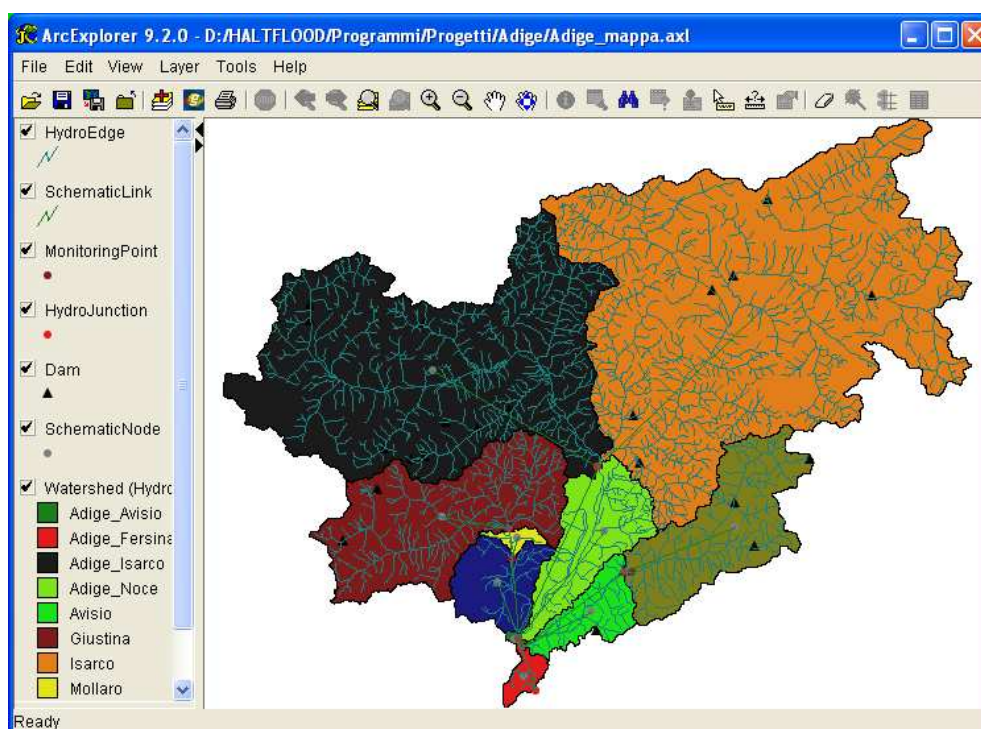 ArcExplorer 9.2.0 - D:/HALTFLOOD/Programmi/Progetti/Adige/Adige_mappa.axl
File Edit View Layer Tools Help
HydroEdge
SchematicLink
MonitoringPoint
HydroJunction
Dam
SchematicNode
Watershed (Hydro
Adige_Avisio
Adige_Fersina
Adige_Isarco
Adige_Noce
Avisio
Giustina
Isarco
Mollaro
Ready